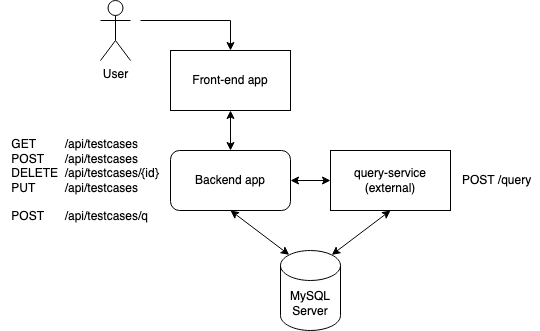 User
Front-end app
GET /api/testcases
POST /api/testcases
DELETE /api/testcases/{id}
PUT /api/testcases
POST /api/testcases/q
Backend app
query-service
(external)
POST /query
MySQL
Server